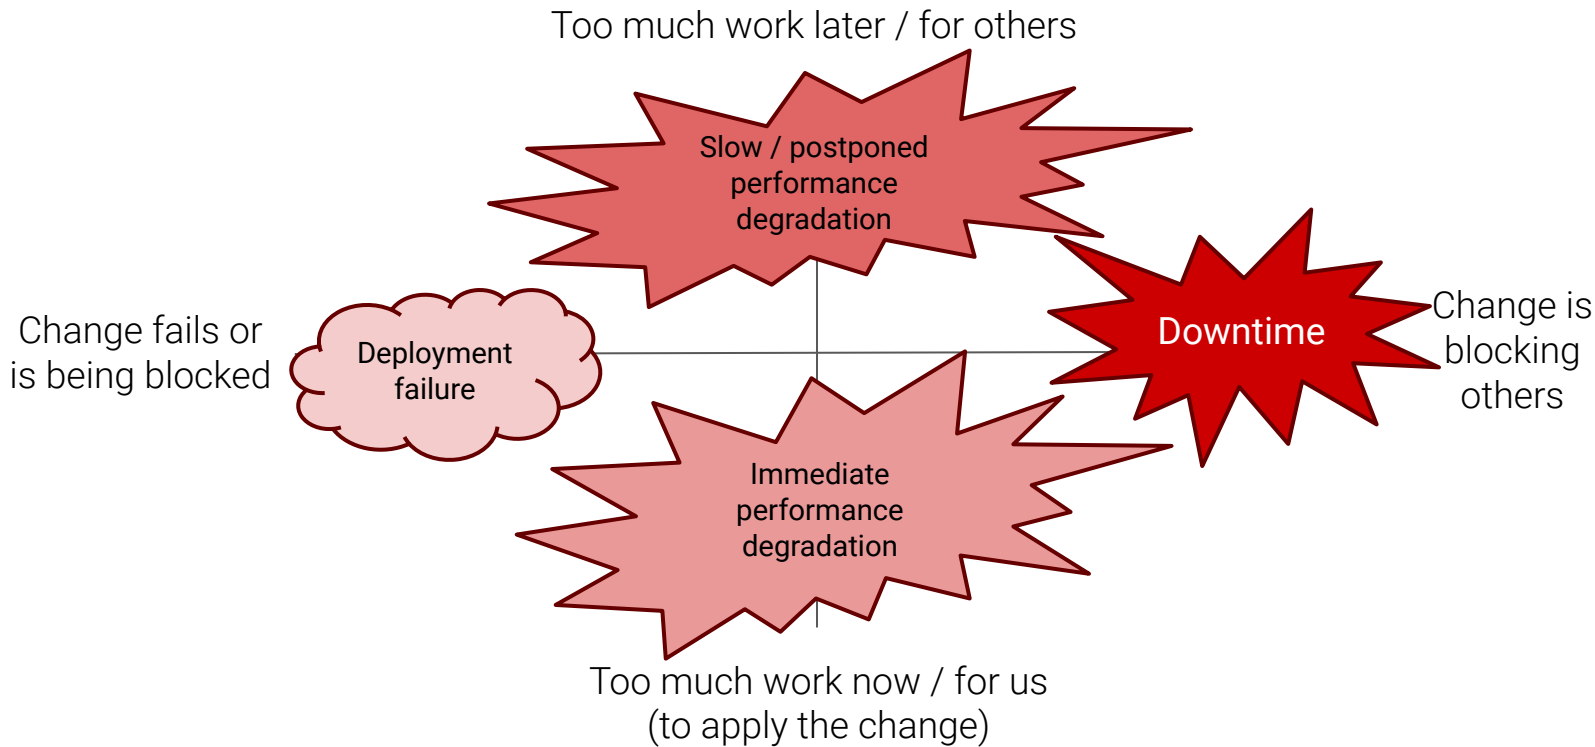 Too much work later / for others
Slow / postponed
performance
degradation
Change fails or
is being blocked
Deployment
failure
Downtime
Change is
blocking
others
Immediate
performance
degradation
Too much work now / for us
(to apply the change)